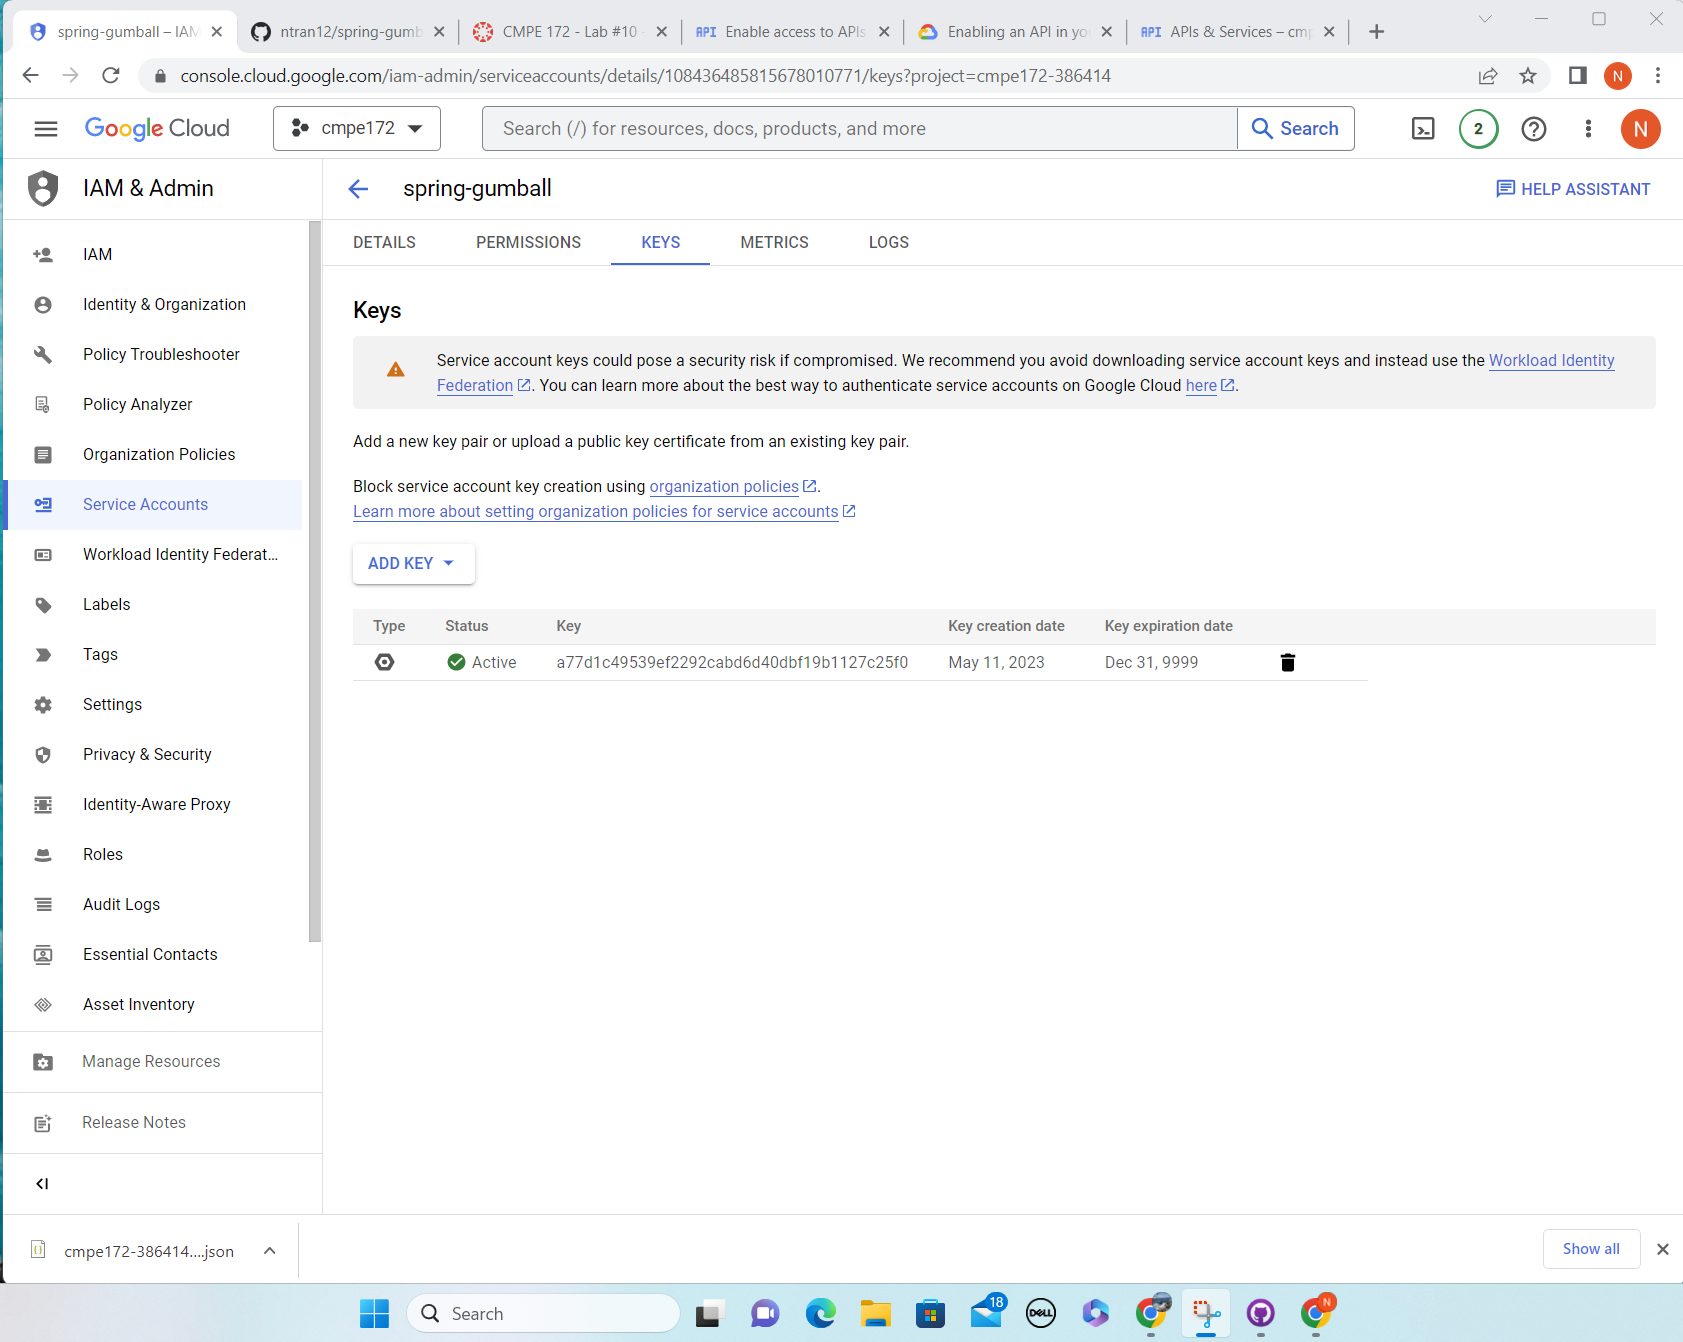 spring-gumball – IAM
ntran12/spring-gumb
CMPE 172 - Lab #10 -
API Enable access to APIs
Enabling an API in yo
API APIs & Services – cmp
console.cloud.google.com/iam-admin/serviceaccounts/details/108436485815678010771/keys?project=cmpe172-386414
N
Google Cloud
cmpe172
Search (/) for resources, docs, products, and more
Search
2
N
IAM & Admin
spring-gumball
HELP ASSISTANT
IAM
Identity & Organization
Policy Troubleshooter
Policy Analyzer
Organization Policies
Service Accounts
Workload Identity Federat...
Labels
Tags
Settings
Privacy & Security
Identity-Aware Proxy
Roles
Audit Logs
Essential Contacts
Asset Inventory
Manage Resources
Release Notes
DETAILS PERMISSIONS KEYS METRICS LOGS
Keys
Service account keys could pose a security risk if compromised. We recommend you avoid downloading service account keys and instead use the Workload Identity
Federation. You can learn more about the best way to authenticate service accounts on Google Cloud here.
Add a new key pair or upload a public key certificate from an existing key pair.
Block service account key creation using organization policies.
Learn more about setting organization policies for service accounts
ADD KEY
Type Status Key Key creation date Key expiration date
Active a77d1c49539ef2292cabd6d40dbf19b1127c25f0 May 11, 2023 Dec 31, 9999
cmpe172-386414....json
Show all
Search
18
DELL
N